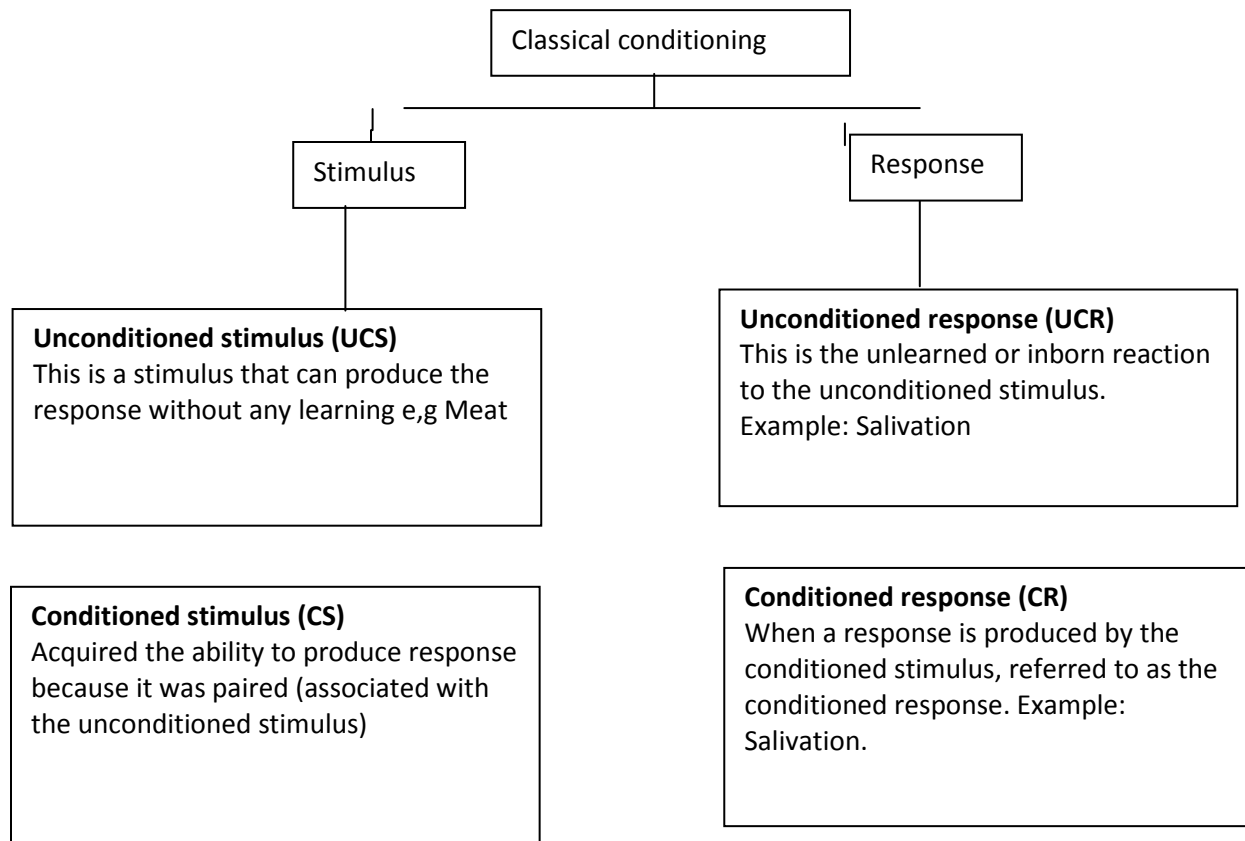 Classical conditioning
Stimulus
Response
Unconditioned stimulus (UCS)
This is a stimulus that can produce the
response without any learning e,g Meat
Unconditioned response (UCR)
This is the unlearned or inborn reaction
to the unconditioned stimulus.
Example: Salivation
Conditioned stimulus (CS)
Acquired the ability to produce response
because it was paired (associated with
the unconditioned stimulus)
Conditioned response (CR)
When a response is produced by the
conditioned stimulus, referred to as the
conditioned response. Example:
Salivation.